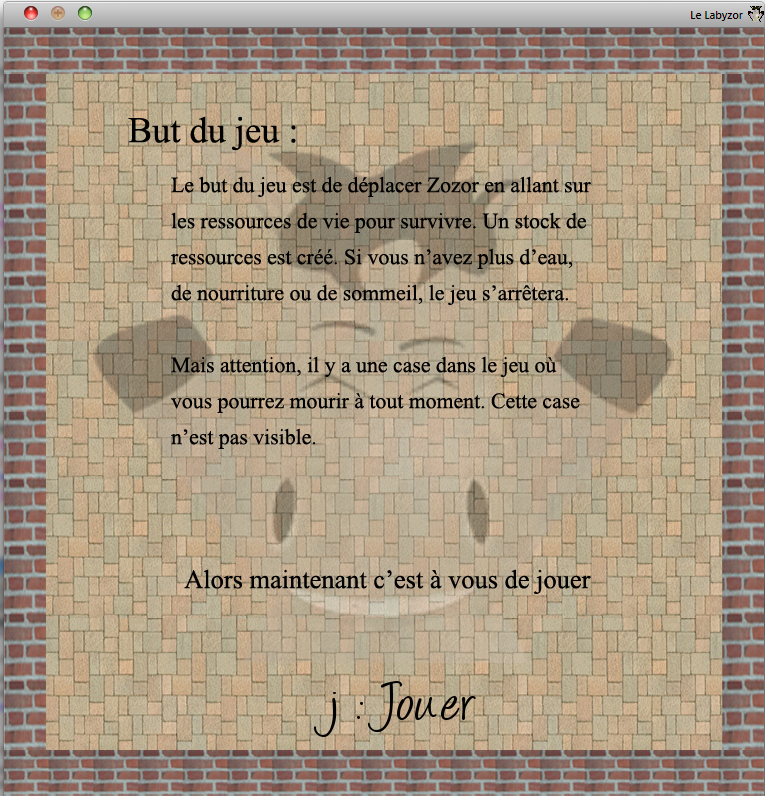 Le Labyzor
But du jeu :
Le but du jeu est de déplacer Zozor en allant sur
les ressources de vie pour survivre. Un stock de
ressources est créé. Si vous n’avez plus d’eau,
de nourriture ou de sommeil, le jeu s’arrêtera.
Mais attention, il y a une case dans le jeu où
vous pourrez mourir à tout moment. Cette case
n’est pas visible.
Alors maintenant c’est à vous de jouer
j : Jouer